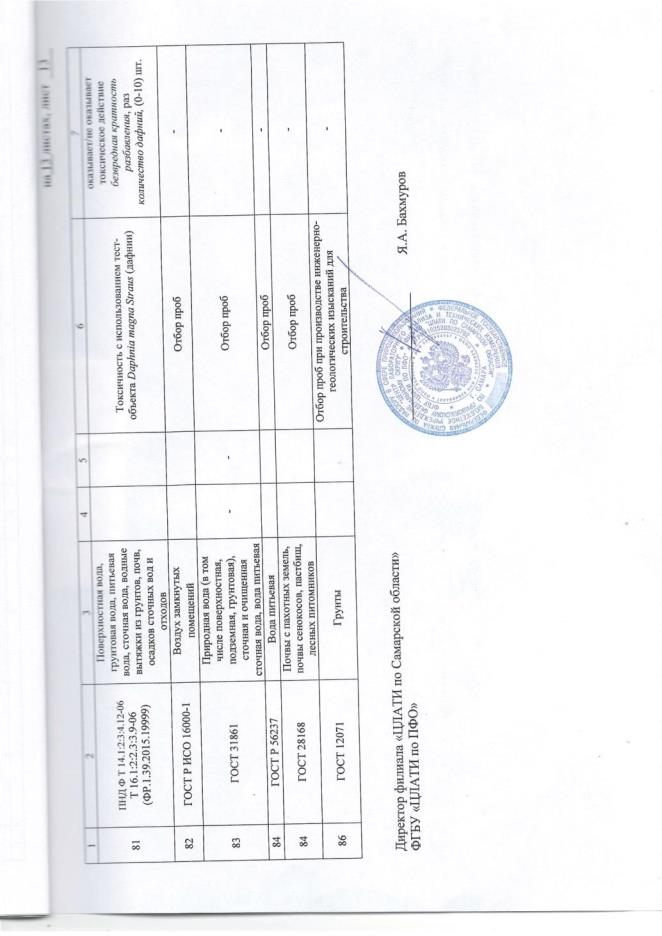 на 13 листах, лист 13
1 2 3 4 5 6 7
81
ПНД Ф Т 14.1:2:3:4.12-06
Т 16.1:2:2.3:3.9-06
(ФР.1.39.2015.19999)
Поверхностная вода,
грунтовая вода, питьевая
вода, сточная вода, водные
вытяжки из грунтов, почв,
осадков сточных вод и
отходов
Токсичность с использованием тест-
объекта Daphnia magna Straus (дафнии)
оказывает/не оказывает
токсическое действие
безвредная кратность
разбавления, раз
количество дафний, (0-10) шт.
82
ГОСТ Р ИСО 16000-1
Воздух замкнутых
помещений
Отбор проб
-
83
ГОСТ 31861
Природная вода (в том
числе поверхностная,
подземная, грунтовая),
сточная и очищенная
сточная вода, вода питьевая
-
-
Отбор проб
-
84
ГОСТ Р 56237
Вода питьевая
Отбор проб
-
84
ГОСТ 28168
Почвы с пахотных земель,
почвы сенокосов, пастбищ,
лесных питомников
Отбор проб
-
86
ГОСТ 12071
Грунты
Отбор проб при производстве инженерно-
геологических изысканий для
строительства
-
Директор филиала «ЦЛАТИ по Самарской области»
ФГБУ «ЦЛАТИ по ПФО»
Я.А. Бахмуров